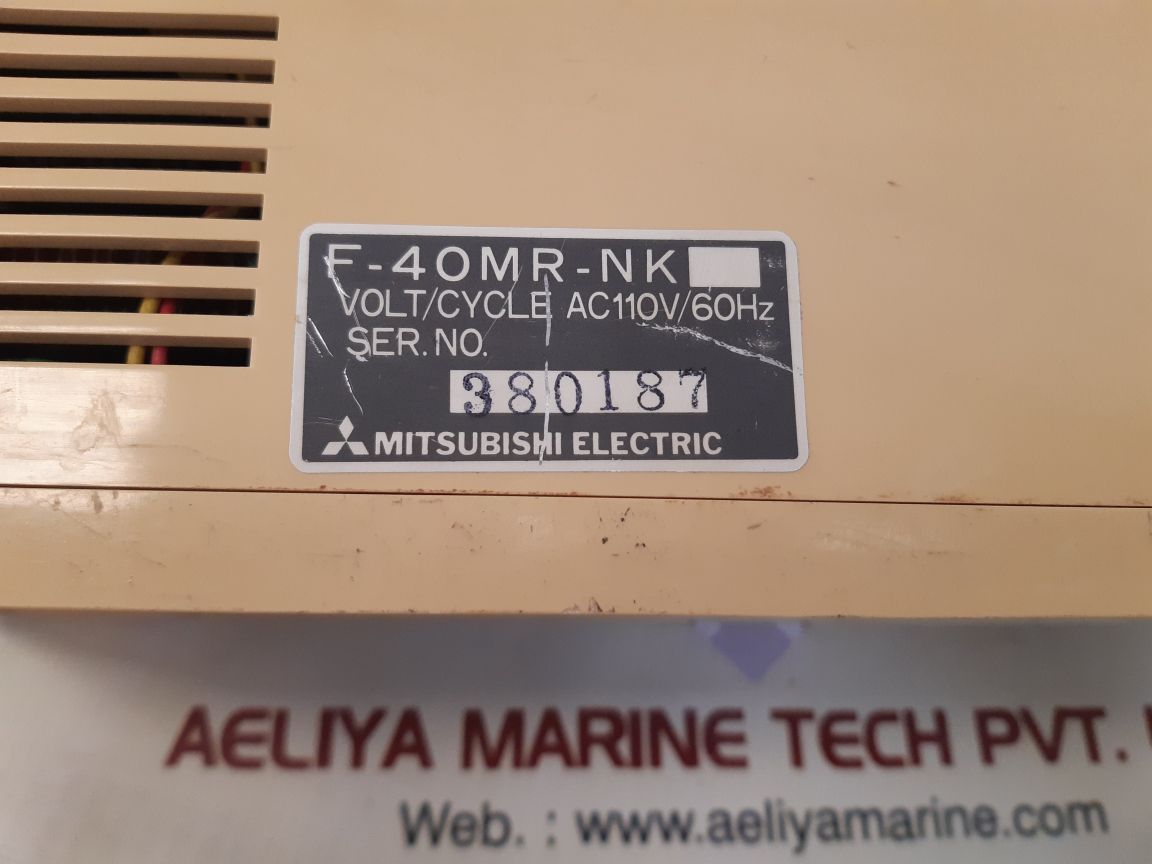 F-40MR-NK
VOLT/CYCLE AC110V/60Hz
SER. NO.
380187
MITSUBISHI ELECTRIC
AELIYA MARINE TECH PVT.
Web. : www.aeliyamarine.com